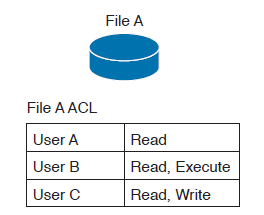 File A
File A ACL
User A Read
User B Read, Execute
User C Read, Write